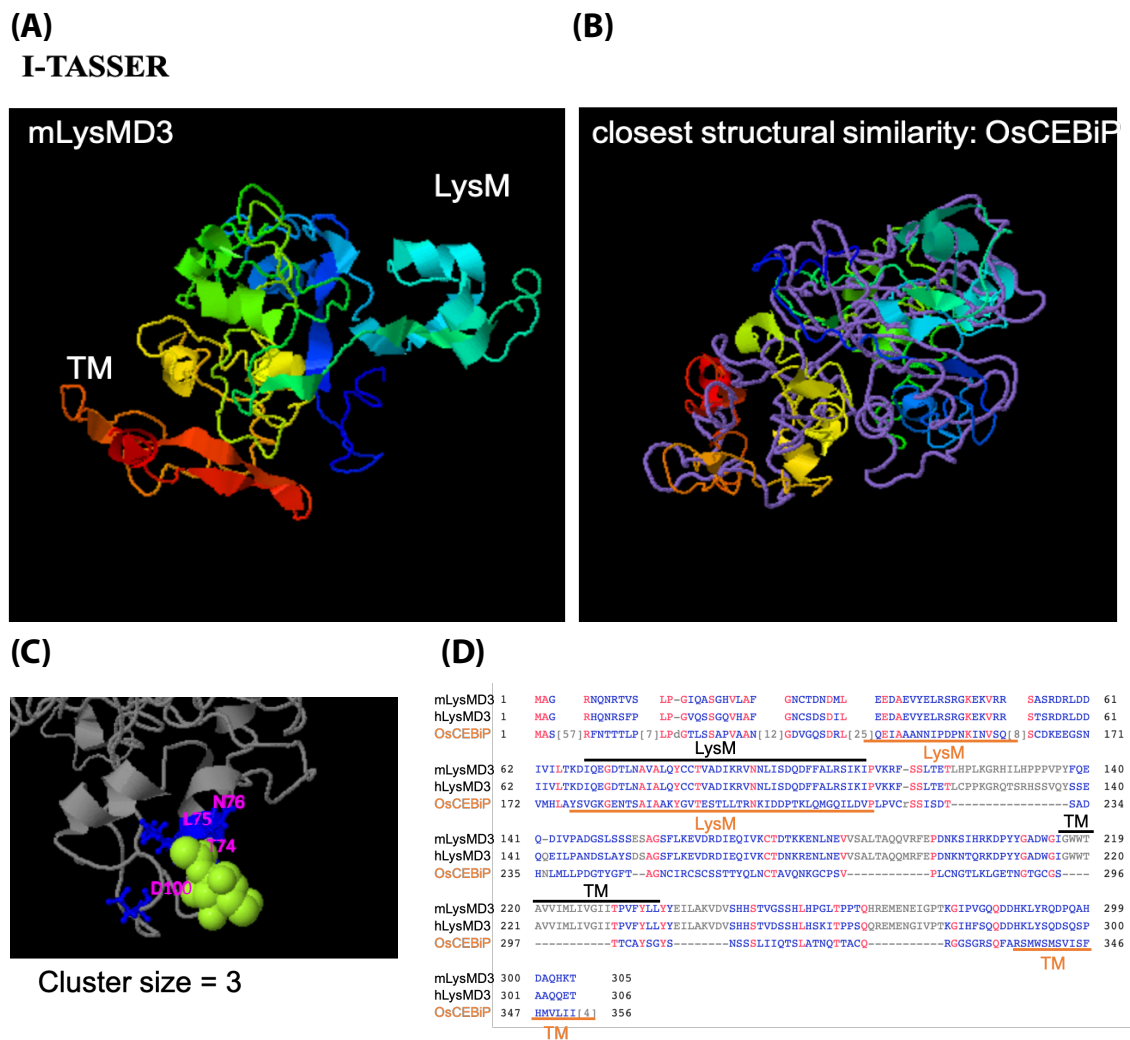 (A)
(B)
I-TASSER
mLysMD3
closest structural similarity: OsCEBiP
LysM
TM
(C)
N76
L75
T74
D100
Cluster size = 3
(D)
mLysMD3 1 MAG RNQNRTVS LP-GIQASGHVLAF GNCTDNDML EEDAEVYELRSRGKEKVRR SASRDRLDD 61
hLysMD3 1 MAG RHQNRSFP LP-GVQSSGQVHAF GNCSDSDIL EEDAEVYELRSRGKEKVRR STSRDRLDD 61
OsCEBiP 1 MAS[57]RFNTTTLP[7]LPdGTLSSAPVAAN[12]GDVGQSDRL[25]QEIAAANNIPDPNKINVSQ[8]SCDKEEGSN 171
LysM
LysM
mLysMD3 62 IVILTKDIQEGDTLNAVALQYCCTVADIKRVNNLISDQDFFALRSIKIPVKRF-SSLTETLHPLKGRHILHPPPVPYFQE 140
hLysMD3 62 IIVLTKDIQEGDTLNAIALQYCCTVADIKRVNNLISDQDFFALRSIKIPVKKF-SSLTETLCPPKGRQTSRHSSVQYSSE 140
OsCEBiP 172 VMHLAYSVGKGENTSAIAAKYGVTESTLLTRNKIDDPTKLQMGQILDVPLPVCrSSISDT---------------SAD 234
LysM
TM
mLysMD3 141 Q-DIVPADGSLSSSESAGSFLKEVDRDIEQIVKCTDTKKENLNEVVSALTAQQVRFEPDNKSIHRKDPYYGADWGIGWWT 219
hLysMD3 141 QQEILPANDSLAYSDSAGSFLKEVDRDIEQIVKCTDNKRENLNEVVSALTAQQMRFEPDNKNTQRKDPYYGADWGIGWWT 220
OsCEBiP 235 HNLMLVTYGFT--AGNCIRCSCSSTTYQLNCTAVQNKGCPSV----------PLCNGTLKLGETNGTGCGS---- 296
TM
mLysMD3 220 AVVIMLIVGIITPVFYLLYYEILAKVDVSHHSTVGSSHLHPGLTPPTQHREMENEIGPTKGIPVGQQDDHKLYRQDPQAH 299
hLysMD3 221 AVVIMLIVGIITPVFYLLYYEILAKVDVSHHSTVDSSHLHSKITPPSQQREMENGIVPTKGIHFSQQDDHKLYSQDSQSP 300
OsCEBiP 297 ------------TTCAYSGYS----------NSSSLIIQTSLATNQTTACQ----------RGGSGRSQFARSMWSMSVISF 346
TM
mLysMD3 300 DAQHKT 305
hLysMD3 301 AAQQET 306
OsCEBiP 347 HMVLII[4] 356
TM